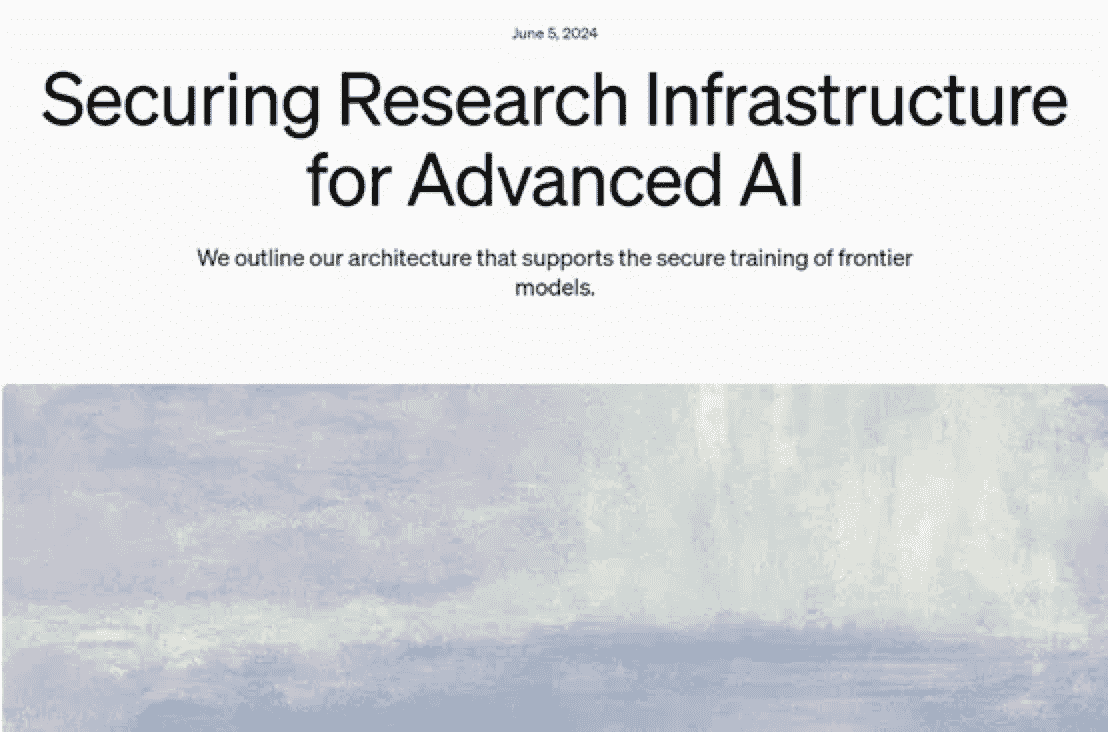 June 5, 2024
Securing Research Infrastructure
for Advanced AI
We outline our architecture that supports the secure training of frontier
models.